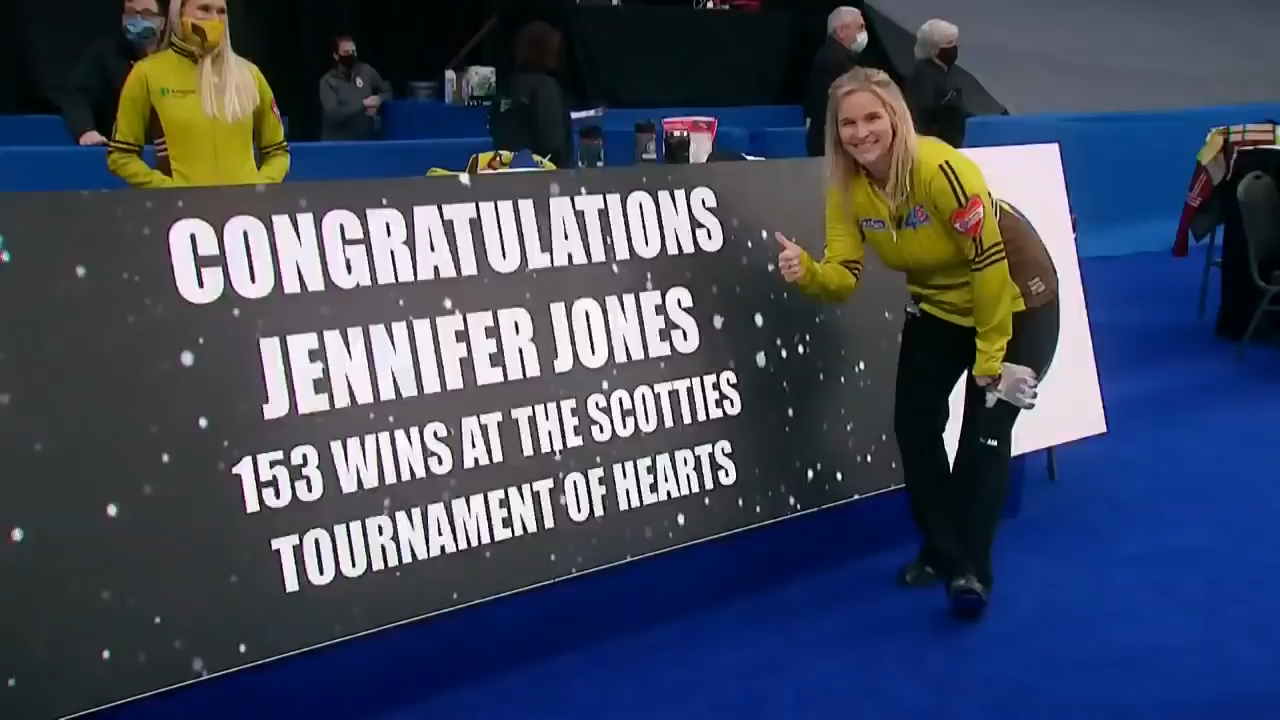 CONGRATULATIONS
JENNIFER JONES
153 WINS AT THE SCOTTIES
TOURNAMENT OF HEARTS